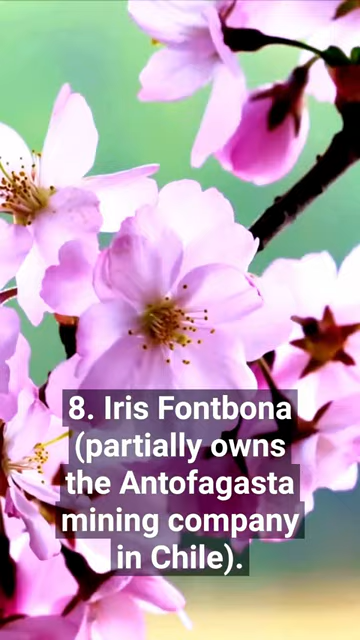 8. Iris Fontbona
(partially owns
the Antofagasta
mining company
in Chile).